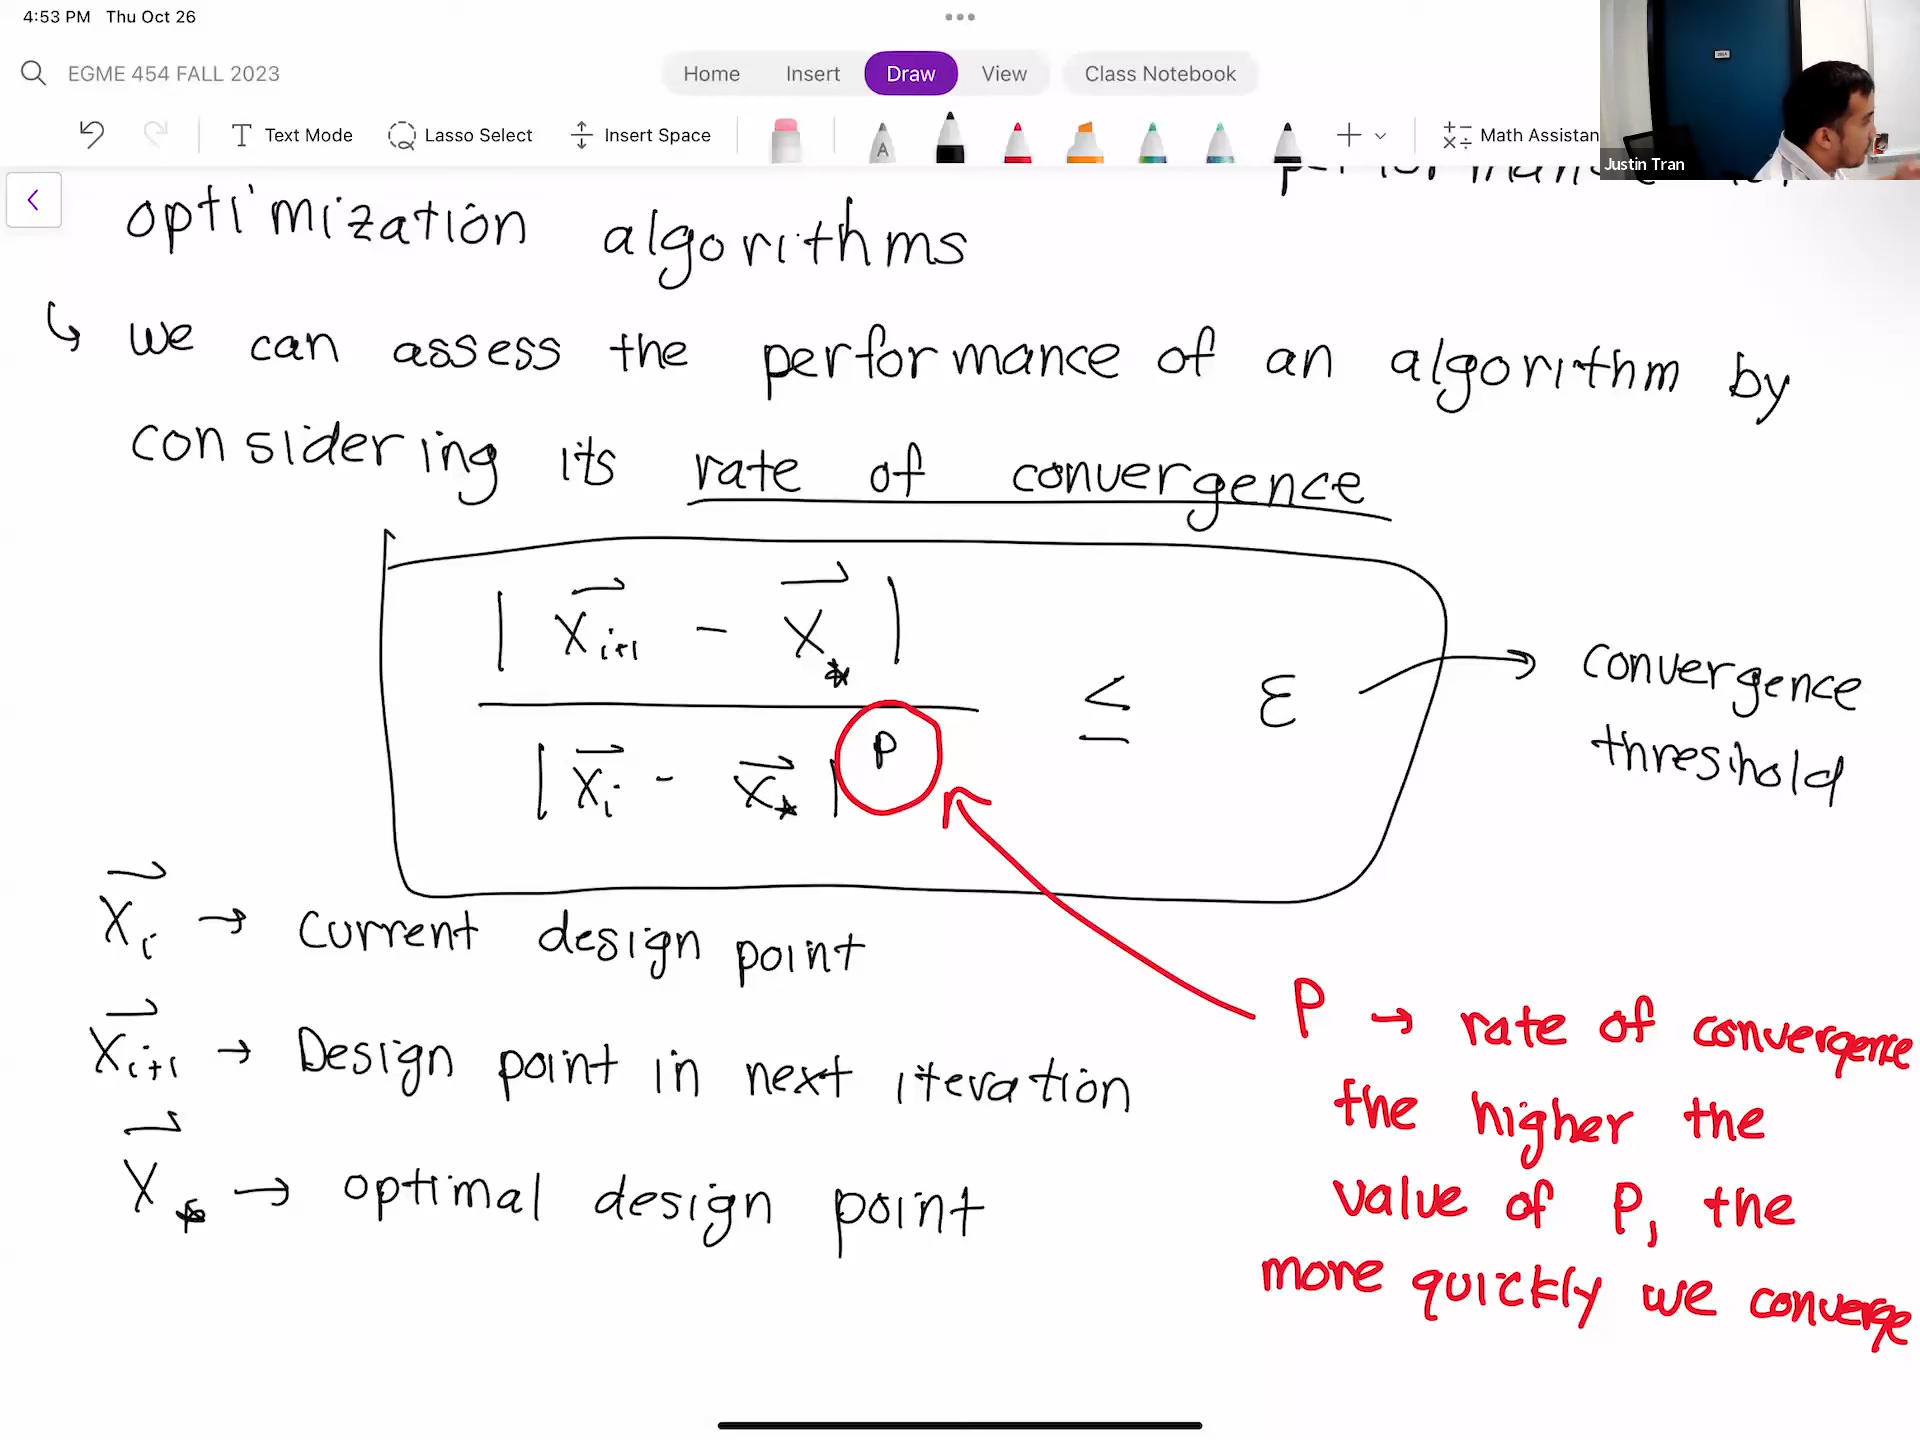 4:53 PM Thu Oct 26
EGME 454 FALL 2023
Home Insert Draw View Class Notebook
Text Mode Lasso Select Insert Space A Math Assistan
Justin Tran
optimization algorithms
↳ we can assess the performance of an algorithm by
considering its rate of convergence
| x⃗ᵢ₊₁ - x⃗⁎ |
| x⃗ᵢ - x⃗⁎ |ᵖ
≤ ε → convergence
threshold
x⃗ᵢ → current design point
x⃗ᵢ₊₁ → Design point in next iteration
x⃗⁎ → optimal design point
P → rate of convergence
the higher the
value of P, the
more quickly we converge